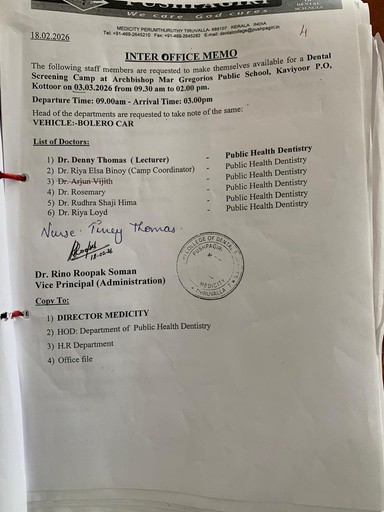 PUSHPAGIRI
DENTAL
SCIENCES
We care God cures
MEDICITY PERUMTHURUTHY TIRUVALLA- 689107, KERALA INDIA
Tel: +91-469-2645210 Fax: +91-469-2645282 E-mail: dentalcollege@pushpagiri.in
18.02.2026
4
INTER OFFICE MEMO
The following staff members are requested to make themselves available for a Dental
Screening Camp at Archbishop Mar Gregorios Public School, Kaviyoor P.O,
Kottoor on 03.03.2026 from 09.30 am to 02.00 pm.
Departure Time: 09.00am - Arrival Time: 03.00pm
Head of the departments are requested to take note of the same:
VEHICLE:-BOLERO CAR
List of Doctors:
1) Dr. Denny Thomas ( Lecturer) - Public Health Dentistry
2) Dr. Riya Elsa Binoy (Camp Coordinator) - Public Health Dentistry
3) Dr. Arjun Vijith - Public Health Dentistry
4) Dr. Rosemary - Public Health Dentistry
5) Dr. Rudhra Shaji Hima - Public Health Dentistry
6) Dr. Riya Loyd - Public Health Dentistry
Nurse - Tincy Thomas.
18-02-26
COLLEGE OF DENTAL
PUSHPAGIRI
MEDICITY
TIRUVALLA
Dr. Rino Roopak Soman
Vice Principal (Administration)
Copy To:
1) DIRECTOR MEDICITY
2) HOD: Department of Public Health Dentistry
3) H.R Department
4) Office file